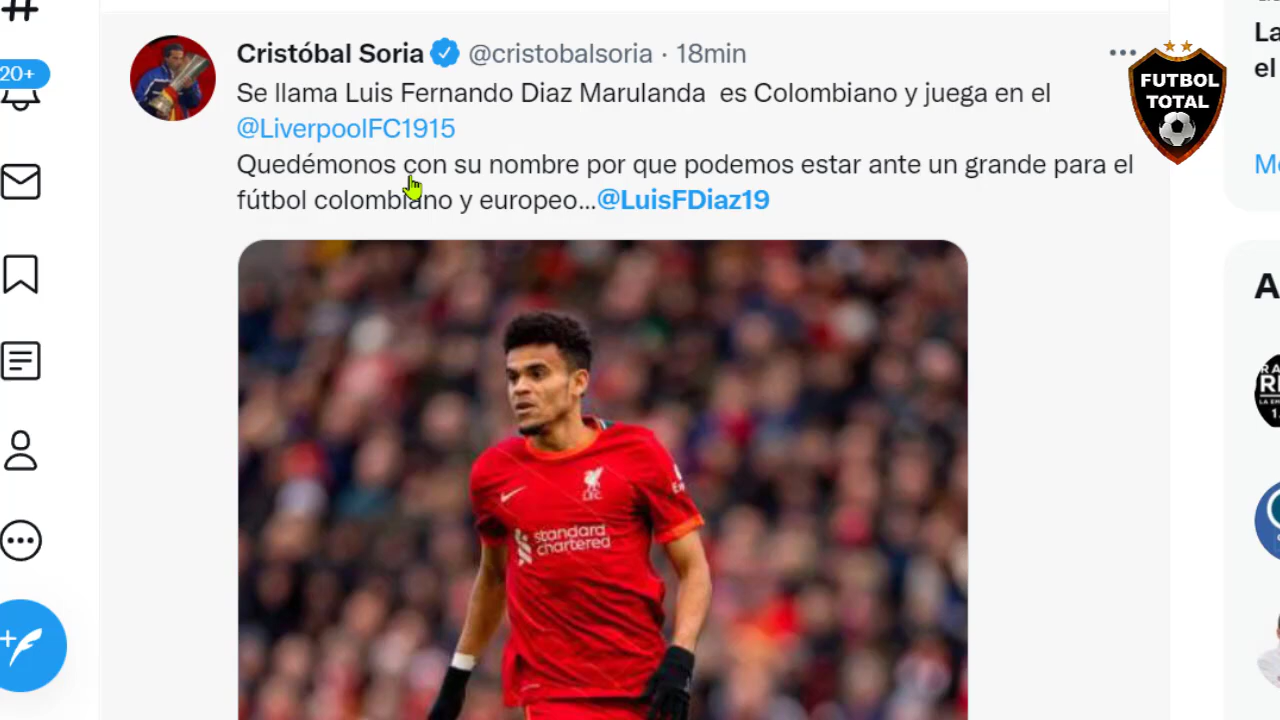 #
20+
Cristóbal Soria @cristobalsoria · 18min
Se llama Luis Fernando Diaz Marulanda es Colombiano y juega en el
@LiverpoolFC1915
Quedémonos con su nombre por que podemos estar ante un grande para el
fútbol colombiano y europeo...@LuisFDiaz19
FUTBOL
TOTAL
La
el
L.F.C.
standard
chartered